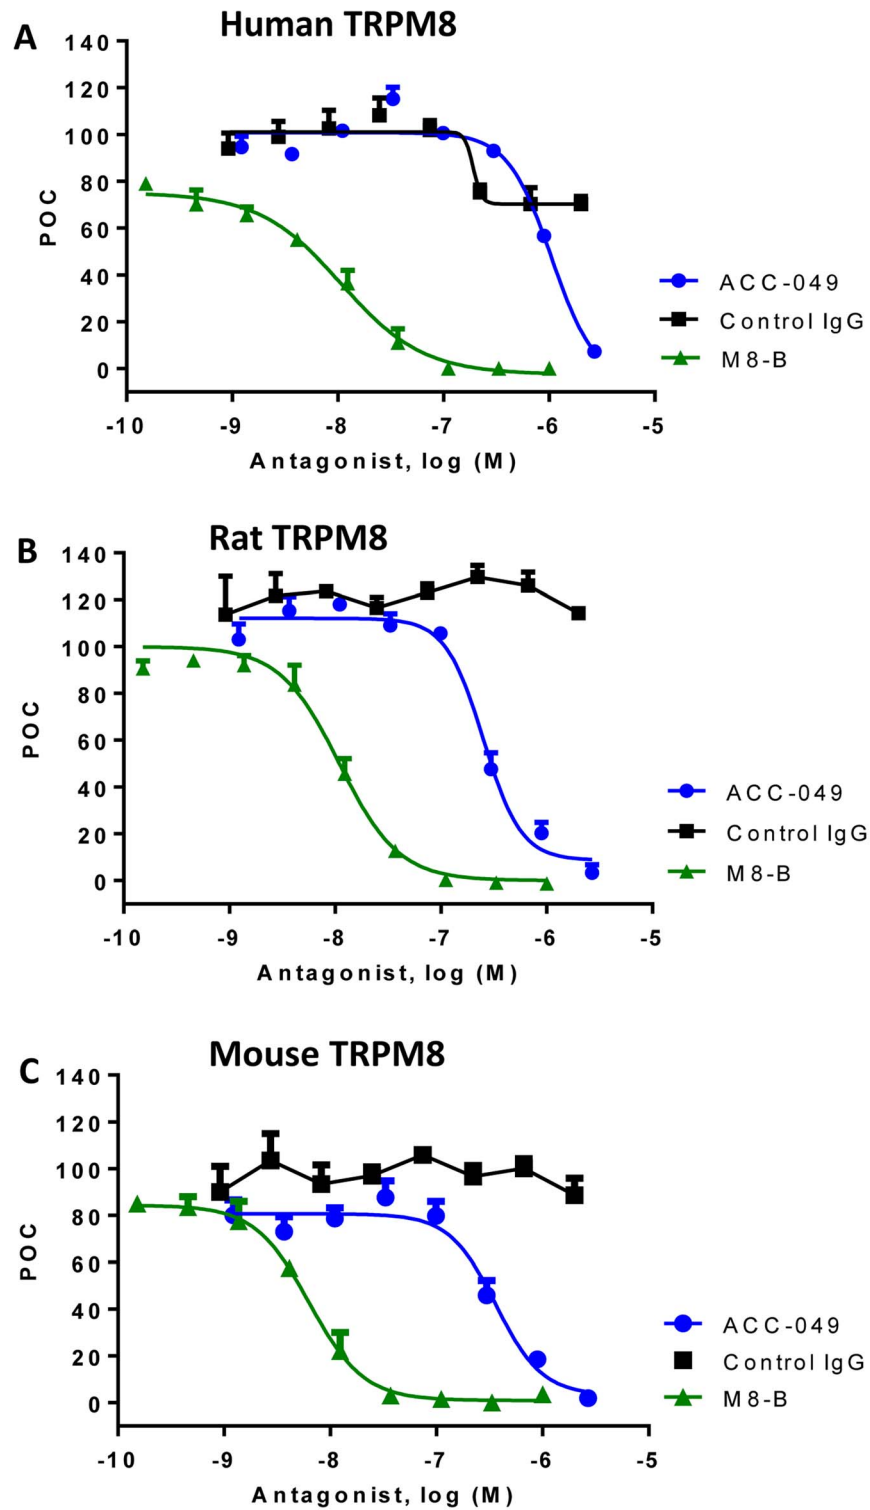 A
Human TRPM8
140
120
100
80
60
40
20
0
POC
-10 -9 -8 -7 -6 -5
Antagonist, log (M)
ACC-049
Control IgG
M8-B
B
Rat TRPM8
140
120
100
80
60
40
20
0
POC
-10 -9 -8 -7 -6 -5
Antagonist, log (M)
ACC-049
Control IgG
M8-B
C
Mouse TRPM8
140
120
100
80
60
40
20
0
POC
-10 -9 -8 -7 -6 -5
Antagonist, log (M)
ACC-049
Control IgG
M8-B